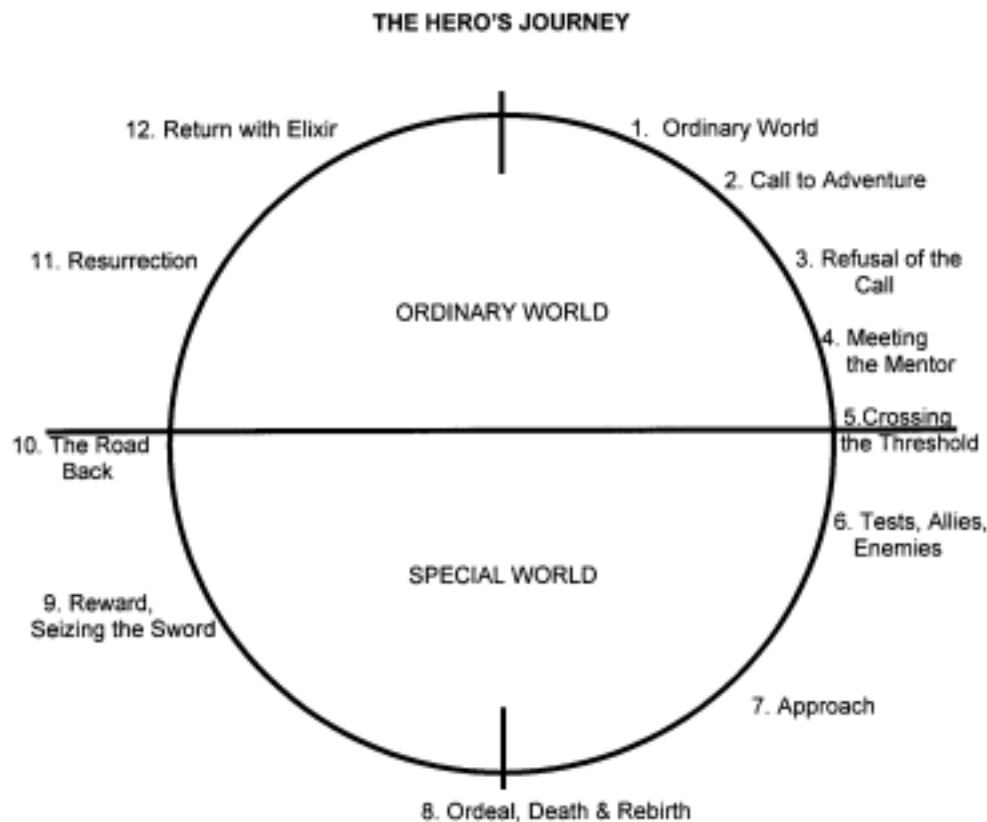 THE HERO'S JOURNEY
12. Return with Elixir
1. Ordinary World
2. Call to Adventure
11. Resurrection
3. Refusal of the
Call
ORDINARY WORLD
4. Meeting
the Mentor
5.Crossing
the Threshold
10. The Road
Back
6. Tests, Allies,
Enemies
SPECIAL WORLD
9. Reward,
Seizing the Sword
7. Approach
8. Ordeal, Death & Rebirth